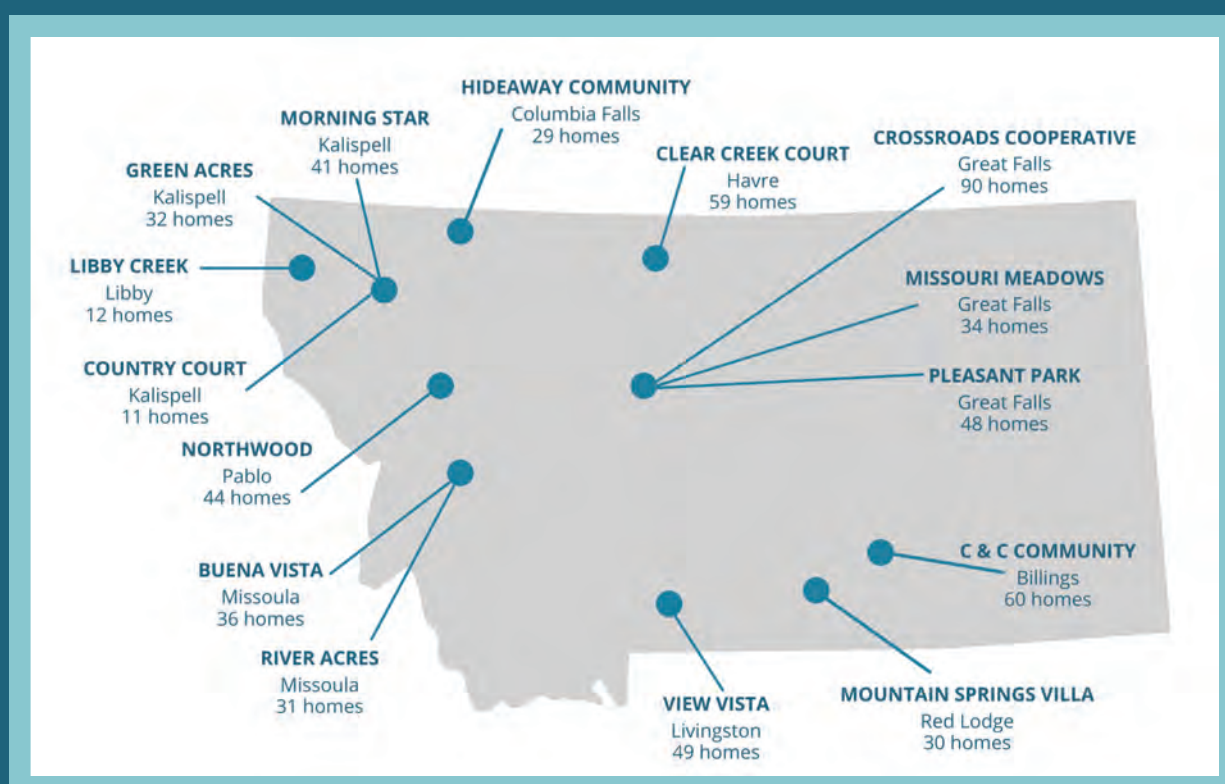 HIDEAWAY COMMUNITY
Columbia Falls
29 homes
MORNING STAR
Kalispell
41 homes
CROSSROADS COOPERATIVE
Great Falls
90 homes
CLEAR CREEK COURT
Havre
59 homes
GREEN ACRES
Kalispell
32 homes
LIBBY CREEK
Libby
12 homes
MISSOURI MEADOWS
Great Falls
34 homes
COUNTRY COURT
Kalispell
11 homes
PLEASANT PARK
Great Falls
48 homes
NORTHWOOD
Pablo
44 homes
BUENA VISTA
Missoula
36 homes
C & C COMMUNITY
Billings
60 homes
RIVER ACRES
Missoula
31 homes
VIEW VISTA
Livingston
49 homes
MOUNTAIN SPRINGS VILLA
Red Lodge
30 homes